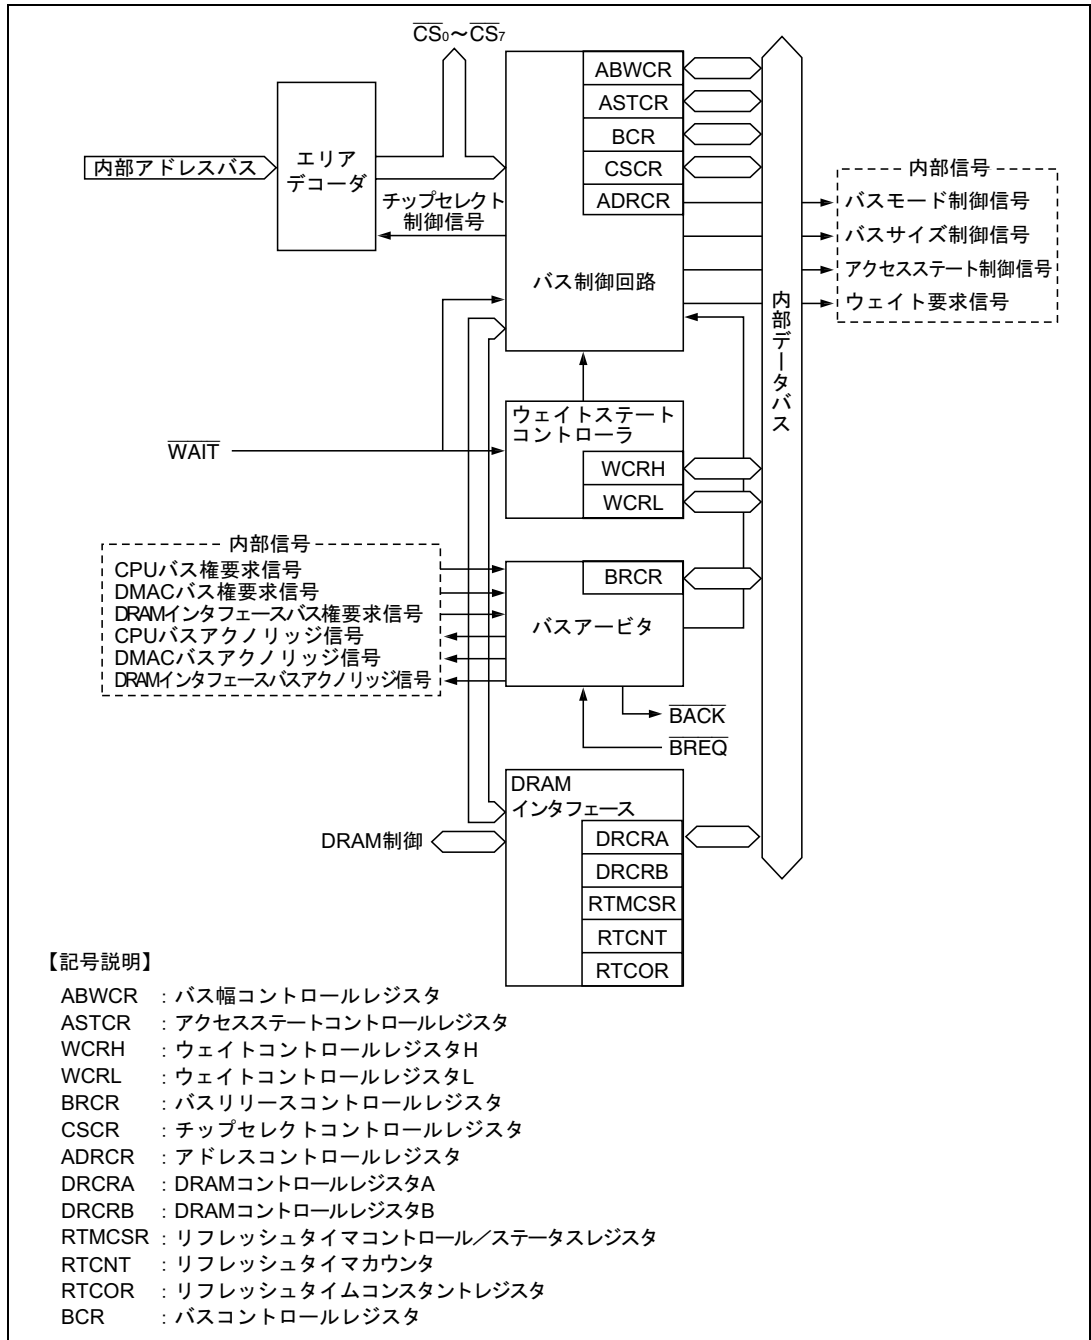 CS0～CS7
ABWCR
ASTCR
BCR
CSCR
ADRCR
内部アドレスバス
エリア
デコーダ
チップセレクト
制御信号
バス制御回路
内部信号
バスモード制御信号
バスサイズ制御信号
アクセスステート制御信号
ウェイト要求信号
内部データバス
ウェイトステート
コントローラ
WAIT
WCRH
WCRL
内部信号
CPUバス権要求信号
DMACバス権要求信号
DRAMインタフェースバス権要求信号
CPUバスアクノリッジ信号
DMACバスアクノリッジ信号
DRAMインタフェースバスアクノリッジ信号
BRCR
バスアービタ
BACK
BREQ
DRAM
インタフェース
DRAM制御
DRCRA
DRCRB
RTMCSR
RTCNT
RTCOR
【記号説明】
ABWCR : バス幅コントロールレジスタ
ASTCR : アクセスステートコントロールレジスタ
WCRH : ウェイトコントロールレジスタH
WCRL : ウェイトコントロールレジスタL
BRCR : バスリリースコントロールレジスタ
CSCR : チップセレクトコントロールレジスタ
ADRCR : アドレスコントロールレジスタ
DRCRA : DRAMコントロールレジスタA
DRCRB : DRAMコントロールレジスタB
RTMCSR : リフレッシュタイマコントロール／ステータスレジスタ
RTCNT : リフレッシュタイマカウンタ
RTCOR : リフレッシュタイムコンスタントレジスタ
BCR : バスコントロールレジスタ